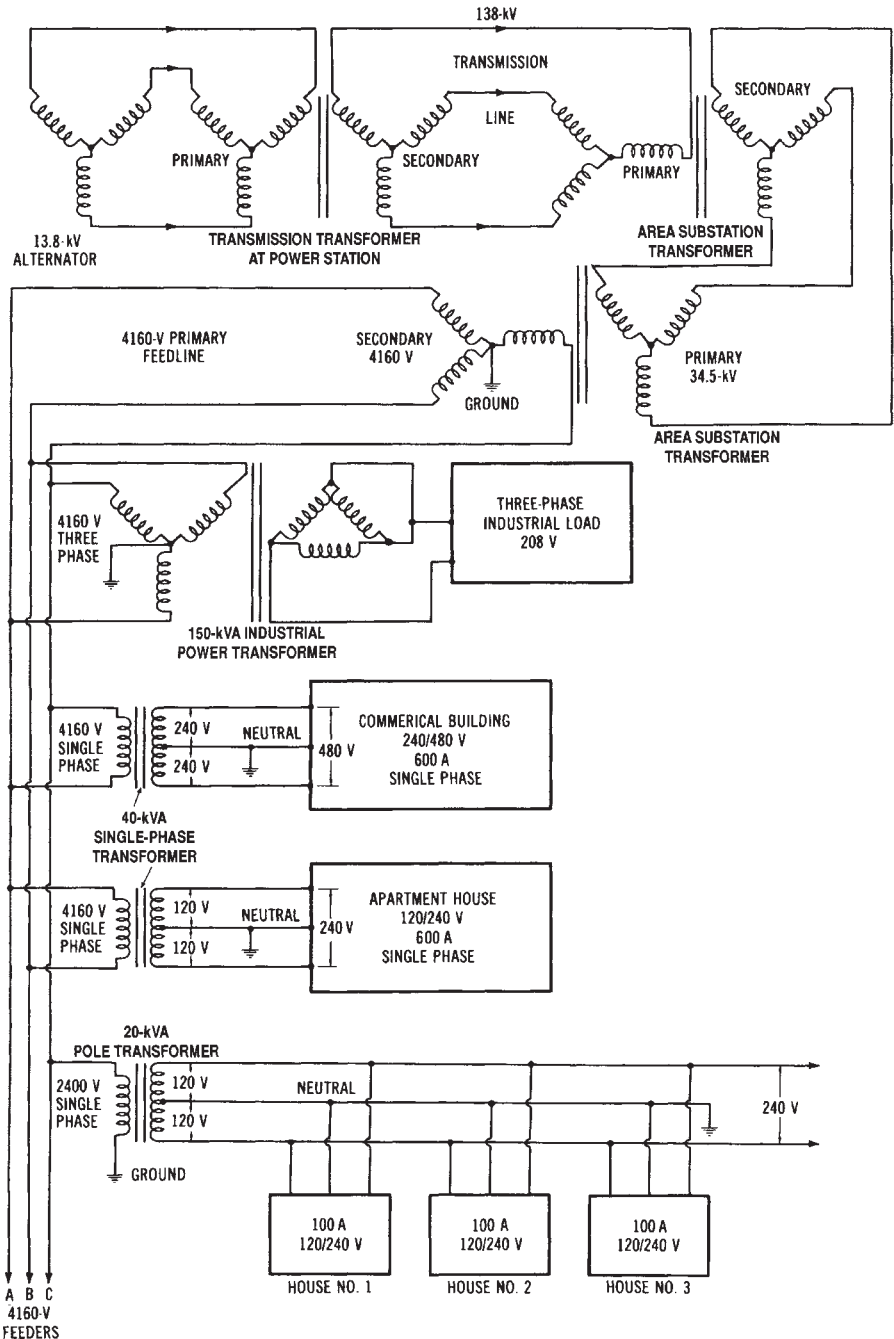 138-kV
TRANSMISSION
LINE
PRIMARY
SECONDARY
PRIMARY
SECONDARY
13.8-kV
ALTERNATOR
TRANSMISSION TRANSFORMER
AT POWER STATION
AREA SUBSTATION
TRANSFORMER
4160-V PRIMARY
FEEDLINE
SECONDARY
4160 V
GROUND
PRIMARY
34.5-kV
AREA SUBSTATION
TRANSFORMER
4160 V
THREE
PHASE
THREE-PHASE
INDUSTRIAL LOAD
208 V
150-kVA INDUSTRIAL
POWER TRANSFORMER
4160 V
SINGLE
PHASE
240 V
240 V
NEUTRAL
480 V
COMMERICAL BUILDING
240/480 V
600 A
SINGLE PHASE
40-kVA
SINGLE-PHASE
TRANSFORMER
4160 V
SINGLE
PHASE
120 V
120 V
NEUTRAL
240 V
APARTMENT HOUSE
120/240 V
600 A
SINGLE PHASE
20-kVA
POLE TRANSFORMER
2400 V
SINGLE
PHASE
120 V
120 V
NEUTRAL
240 V
GROUND
100 A
120/240 V
HOUSE NO. 1
100 A
120/240 V
HOUSE NO. 2
100 A
120/240 V
HOUSE NO. 3
A B C
4160-V
FEEDERS